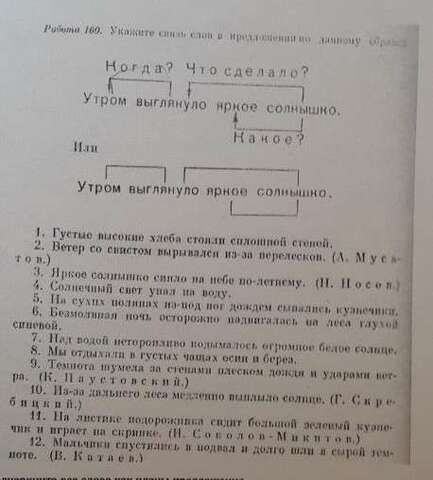 Работа 160. Укажите связь слов в предложении по данному образцу
Когда? Что сделало?
Утром выглянуло яркое солнышко.
Какое?
Или
Утром выглянуло яркое солнышко.
1. Густые высокие хлеба стояли сплошной стеной.
2. Ветер со свистом вырывался из-за перелесков. (А. Муса-
тов.)
3. Яркое солнышко сияло на небе по-летнему. (Н. Носов.)
4. Солнечный свет упал на воду.
5. На сухих полянах из-под ног дождем сыпались кузнечики.
6. Безмолвная ночь осторожно надвигалась на леса глухой
синевой.
7. Над водой неторопливо подымалось огромное белое солнце.
8. Мы отдыхали в густых чащах осин и берез.
9. Темнота шумела за стенами плеском дождя и ударами вет-
ра. (К. Паустовский.)
10. Из-за дальнего леса медленно выплыло солнце. (Г. Скре-
бицкий.)
11. На листике подорожника сидит большой зеленый кузне-
чик и играет на скрипке. (И. Соколов-Микитов.)
12. Мальчики спустились в подвал и долго шли в сырой тем-
ноте. (В. Катаев.)